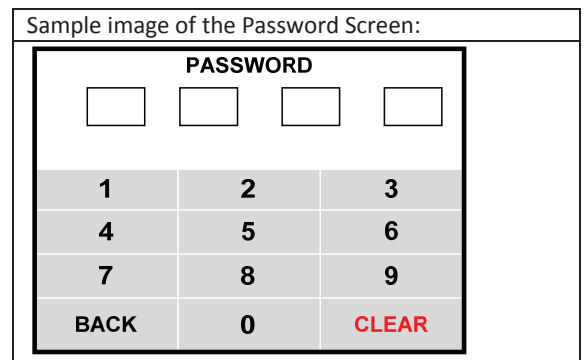 Sample image of the Password Screen:
PASSWORD
1 2 3
4 5 6
7 8 9
BACK 0 CLEAR